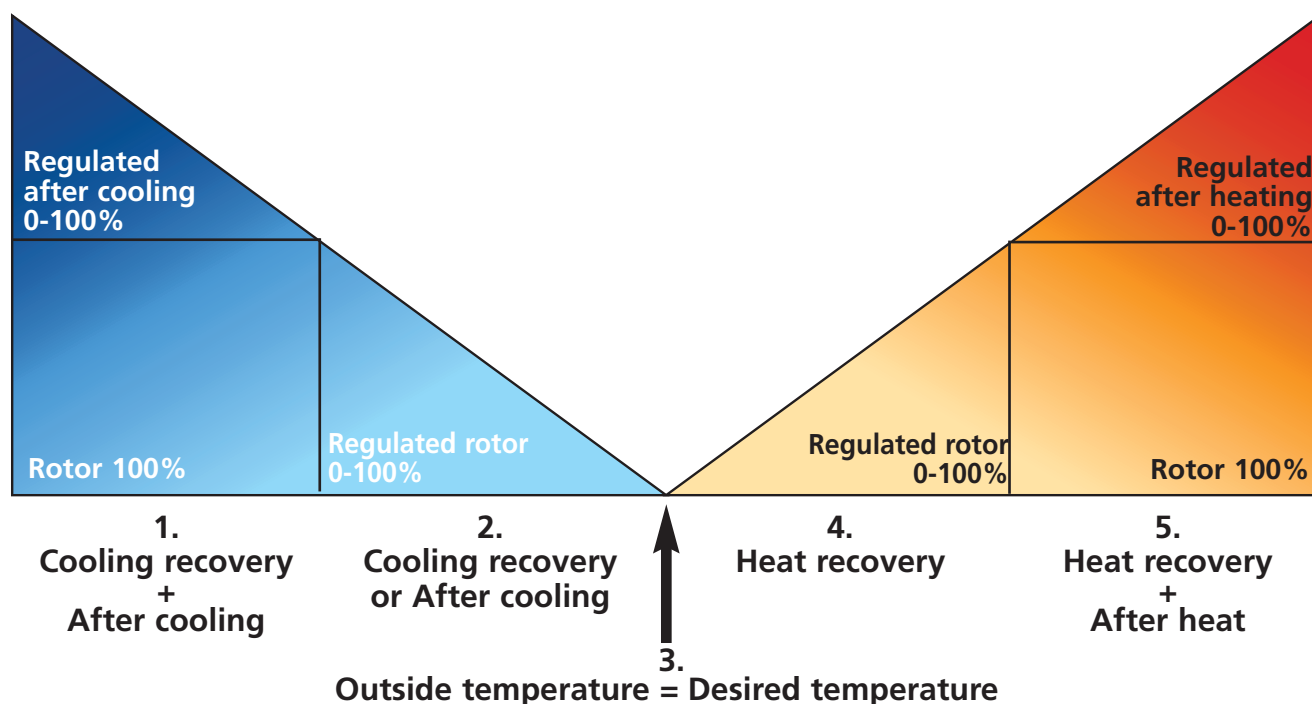 Regulated
after cooling
0-100%
Regulated
after heating
0-100%
Rotor 100%
Regulated rotor
0-100%
Regulated rotor
0-100%
Rotor 100%
1.
Cooling recovery
+
After cooling
2.
Cooling recovery
or After cooling
4.
Heat recovery
5.
Heat recovery
+
After heat
3.
Outside temperature = Desired temperature